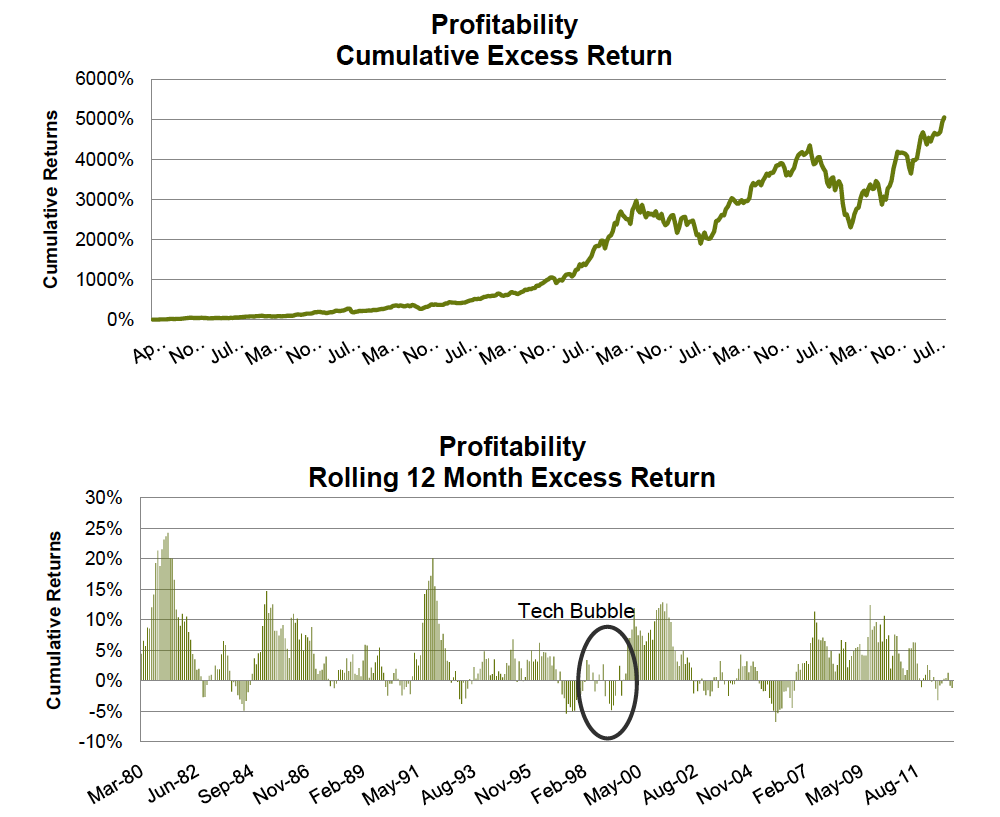 Profitability
Cumulative Excess Return
6000%
5000%
4000%
3000%
2000%
1000%
0%
Cumulative Returns
Ap.. No.. Jul.. Ma.. No.. Jul.. Ma.. No.. Jul.. Ma.. No.. Jul.. Ma.. No.. Jul.. Ma.. No.. Jul.. Ma.. No.. Jul..
Profitability
Rolling 12 Month Excess Return
30%
25%
20%
15%
10%
5%
0%
-5%
-10%
Cumulative Returns
Tech Bubble
Mar-80 Jun-82 Sep-84 Nov-86 Feb-89 May-91 Aug-93 Nov-95 Feb-98 May-00 Aug-02 Nov-04 Feb-07 May-09 Aug-11